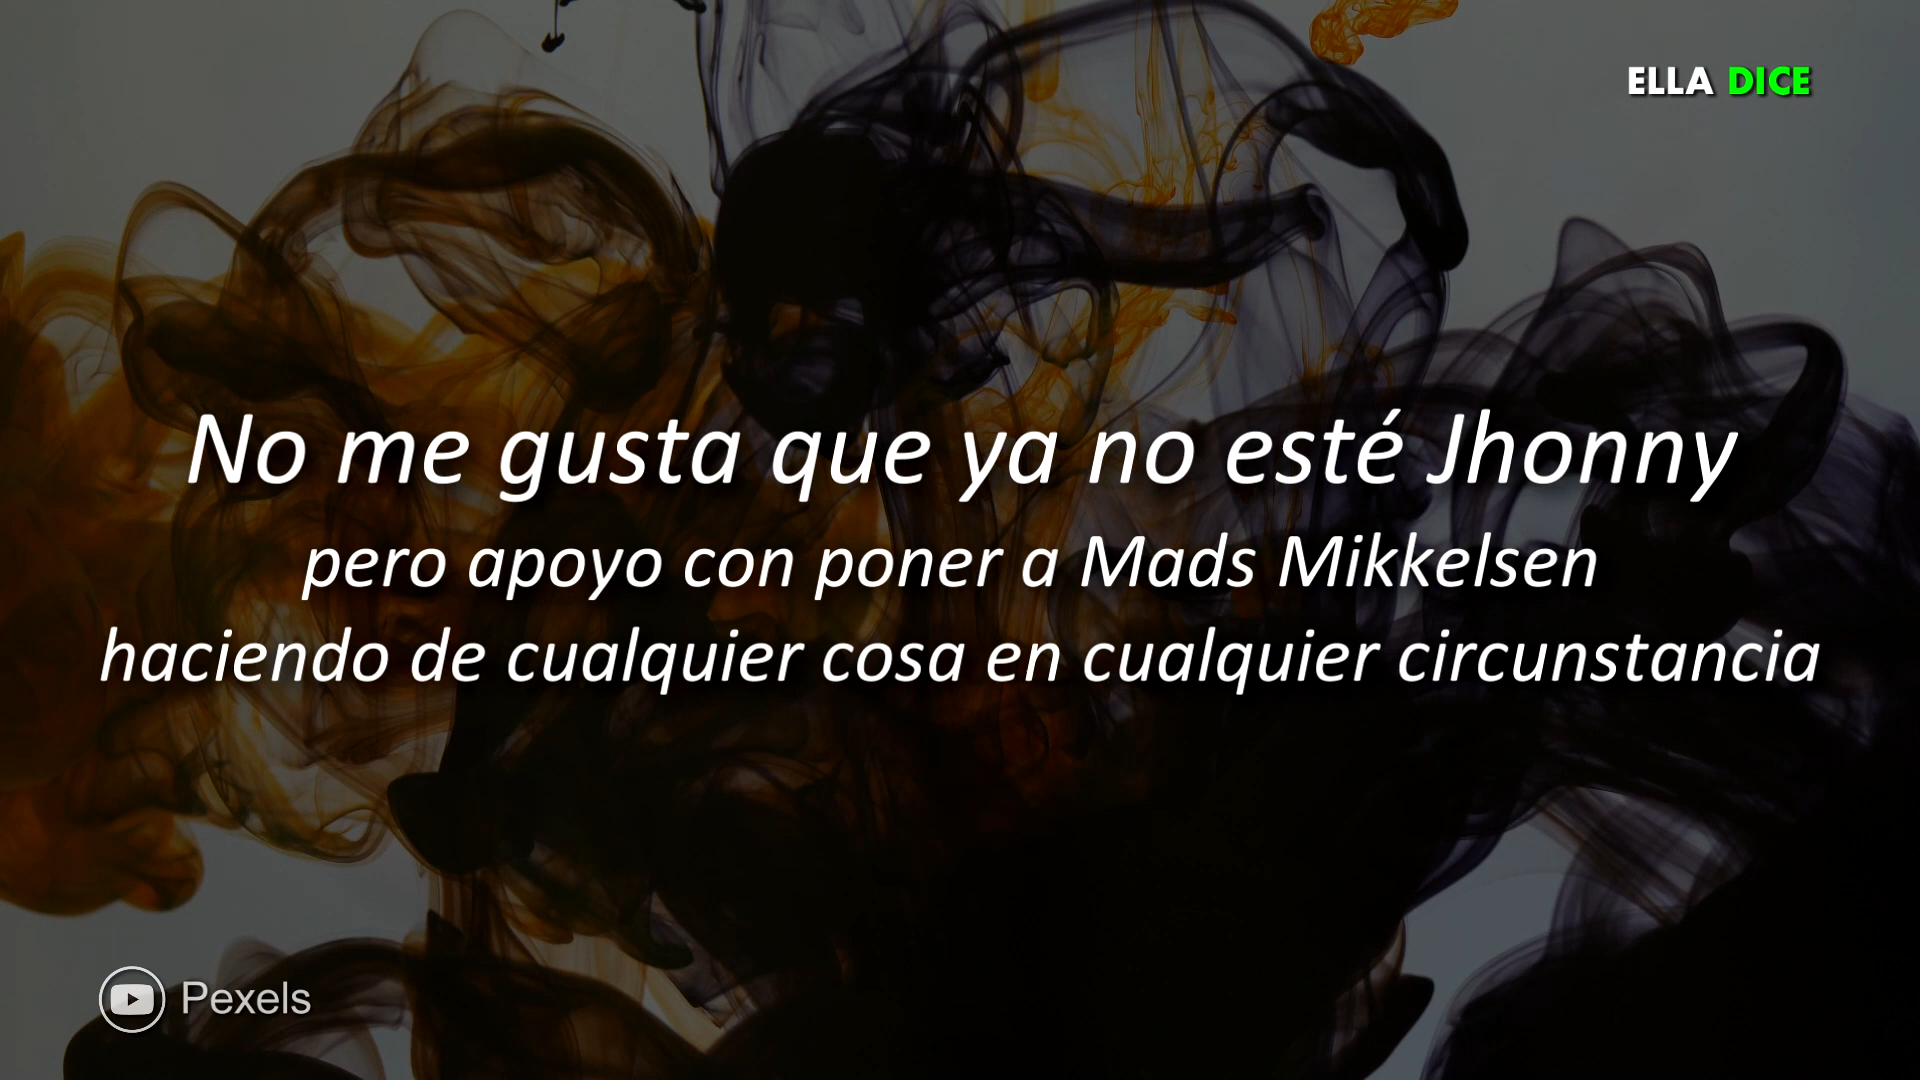 ELLA DICE
No me gusta que ya no esté Jhonny
pero apoyo con poner a Mads Mikkelsen
haciendo de cualquier cosa en cualquier circunstancia
Pexels